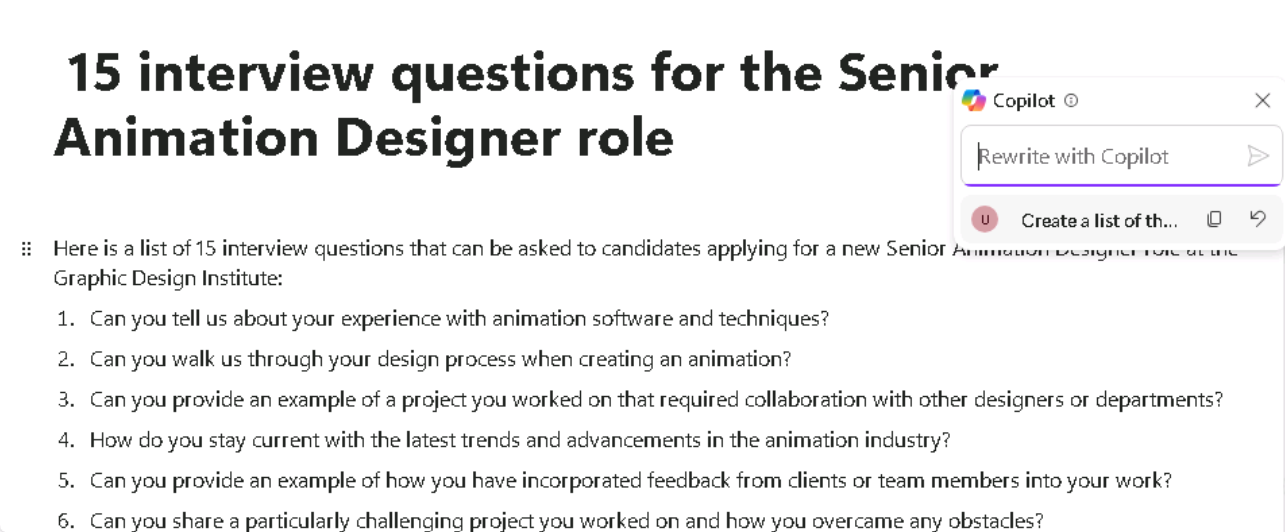 15 interview questions for the Senior
Animation Designer role
Copilot
Rewrite with Copilot
U Create a list of th...
Here is a list of 15 interview questions that can be asked to candidates applying for a new Senior Animation Designer role at the
Graphic Design Institute:
1. Can you tell us about your experience with animation software and techniques?
2. Can you walk us through your design process when creating an animation?
3. Can you provide an example of a project you worked on that required collaboration with other designers or departments?
4. How do you stay current with the latest trends and advancements in the animation industry?
5. Can you provide an example of how you have incorporated feedback from clients or team members into your work?
6. Can you share a particularly challenging project you worked on and how you overcame any obstacles?